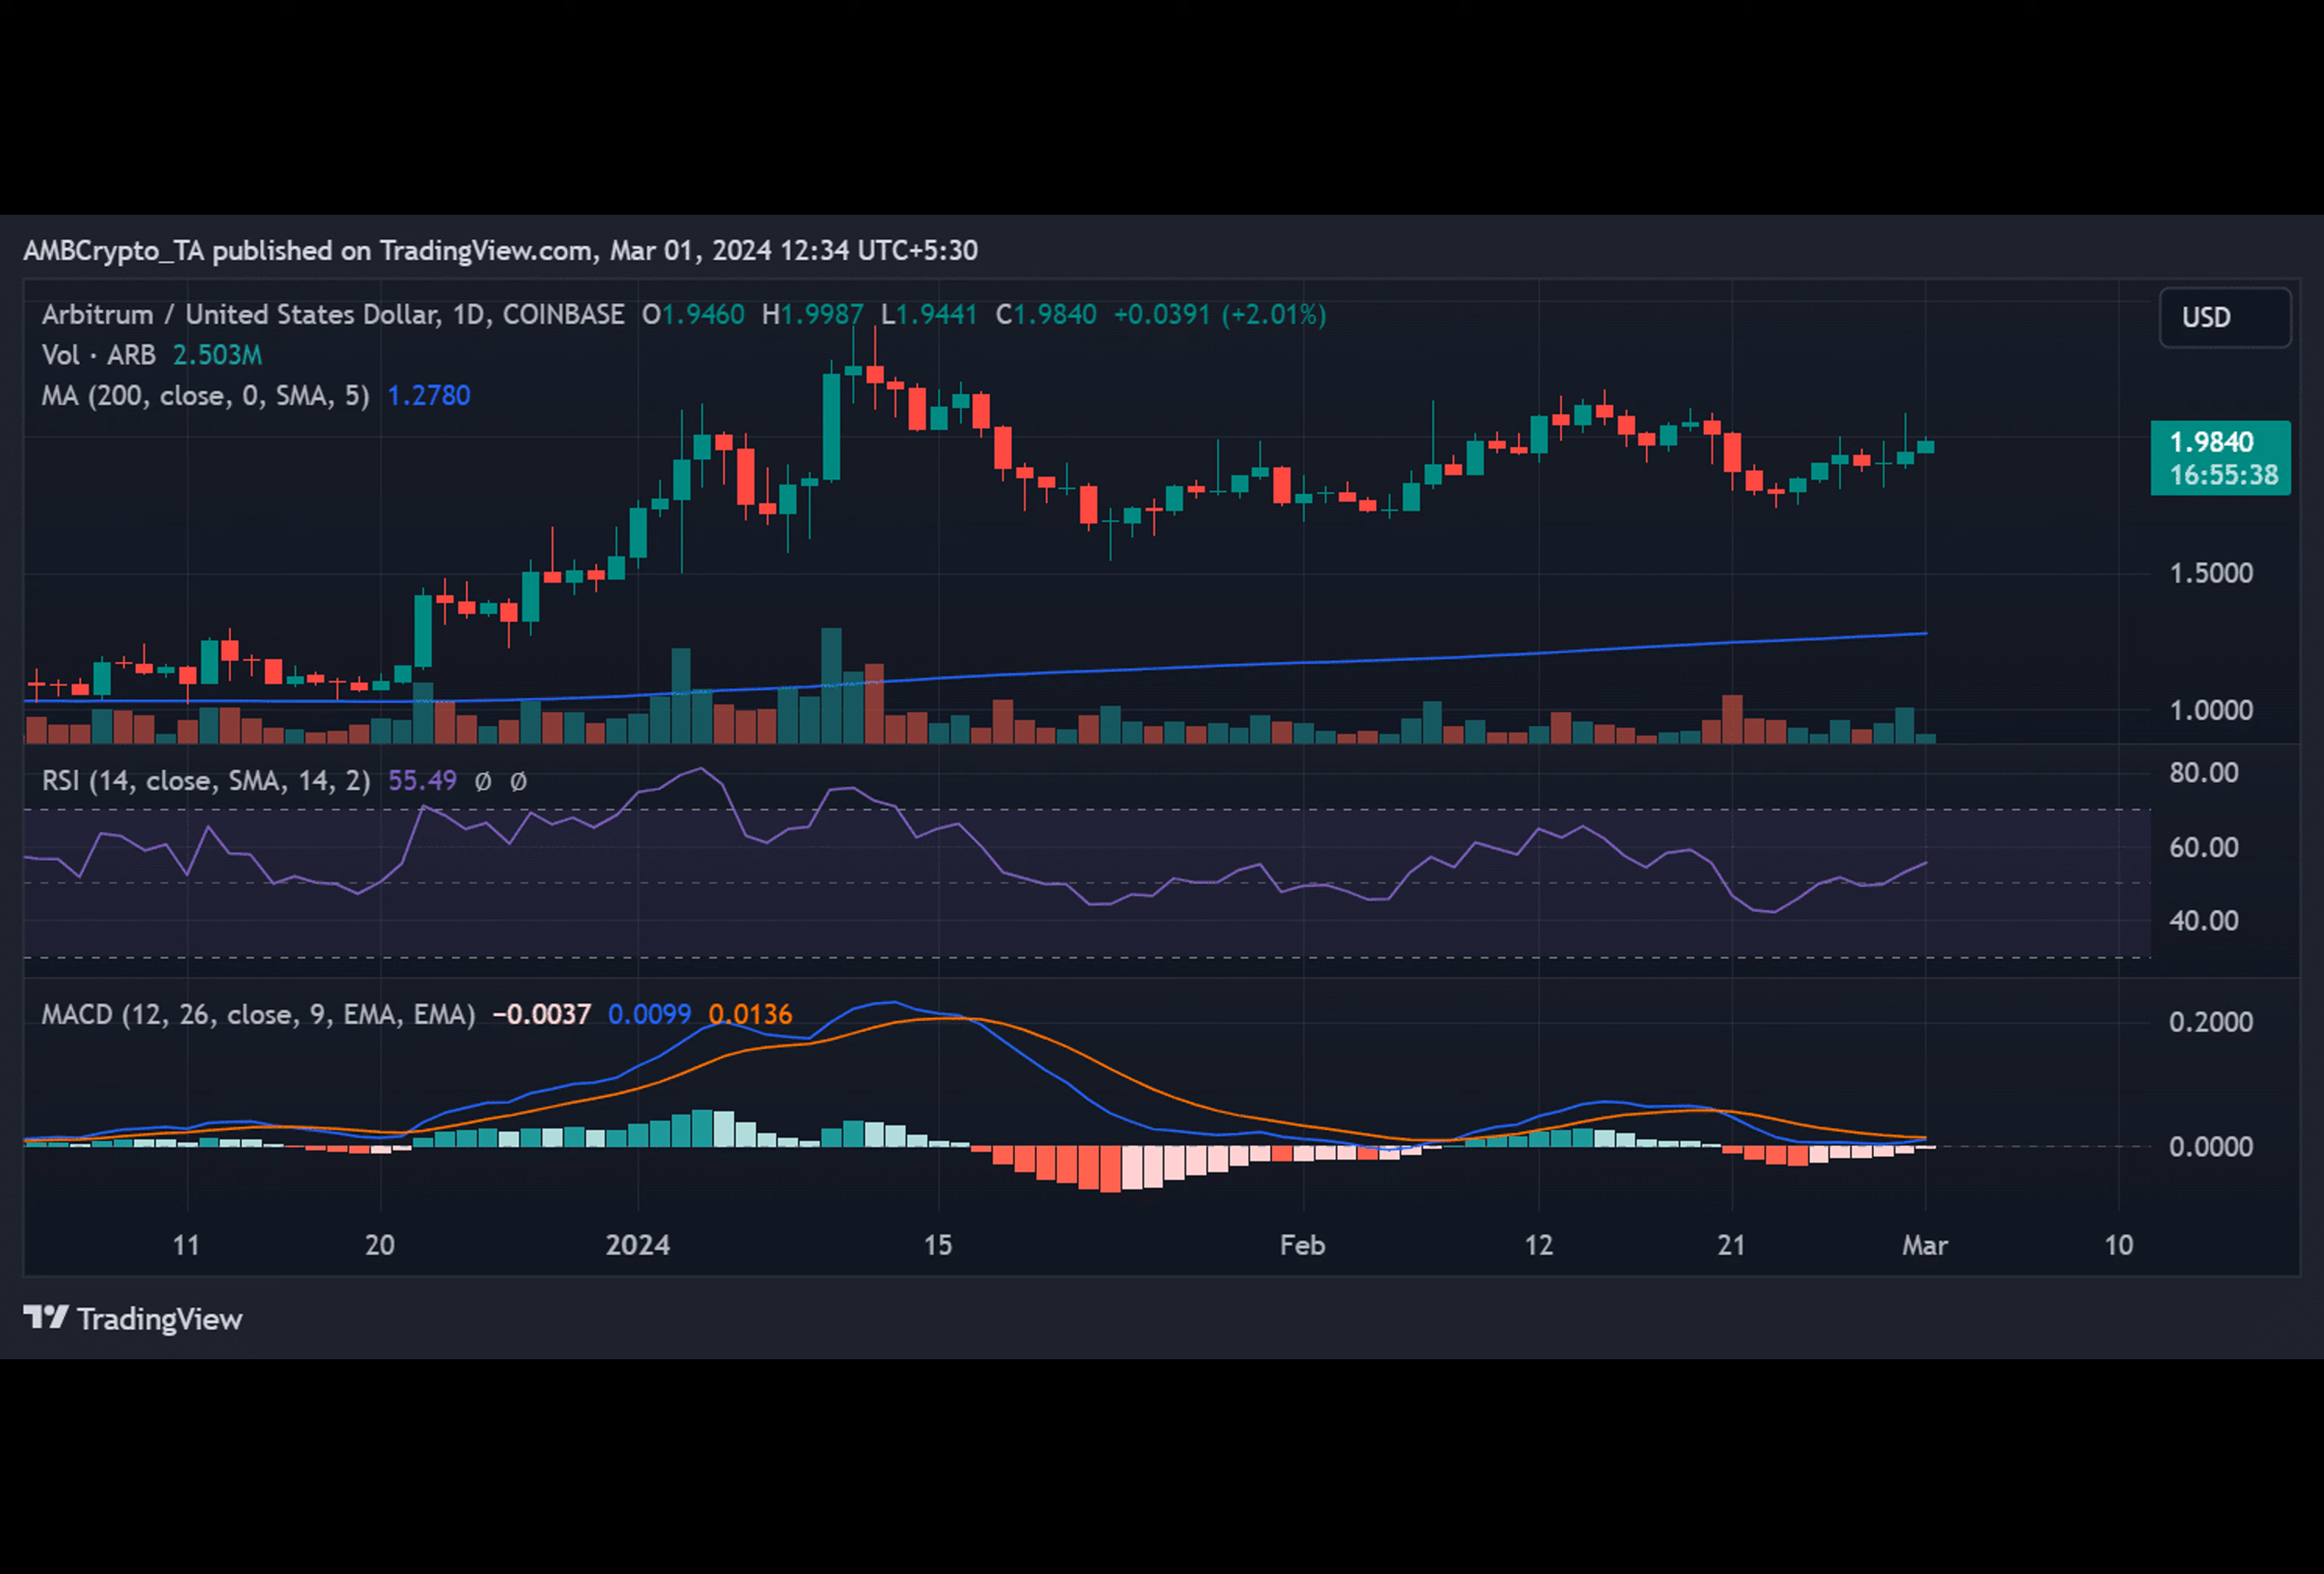 AMBCrypto_TA published on TradingView.com, Mar 01, 2024 12:34 UTC+5:30
Arbitrum / United States Dollar, 1D, COINBASE O1.9460 H1.9987 L1.9441 C1.9840 +0.0391 (+2.01%)
USD
Vol · ARB 2.503M
MA (200, close, 0, SMA, 5) 1.2780
1.9840
16:55:38
1.5000
1.0000
RSI (14, close, SMA, 14, 2) 55.49 Ø Ø
80.00
60.00
40.00
MACD (12, 26, close, 9, EMA, EMA) −0.0037 0.0099 0.0136
0.2000
0.0000
11 20 2024 15 Feb 12 21 Mar 10
TradingView